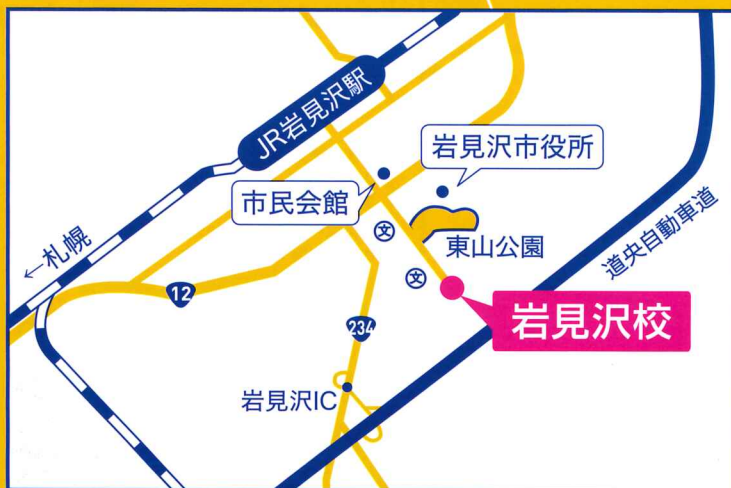 JR岩見沢駅
岩見沢市役所
市民会館
文
東山公園
←札幌
道央自動車道
文
12
岩見沢校
234
岩見沢IC